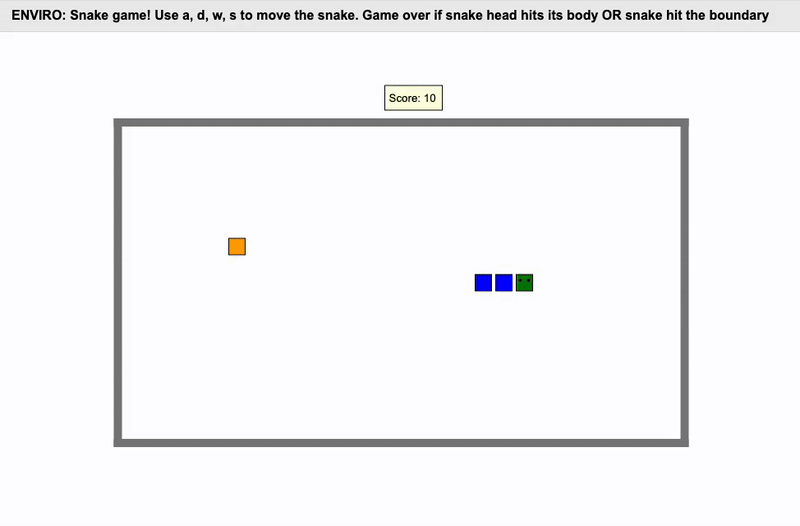 ENVIRO: Snake game! Use a, d, w, s to move the snake. Game over if snake head hits its body OR snake hit the boundary
Score: 10